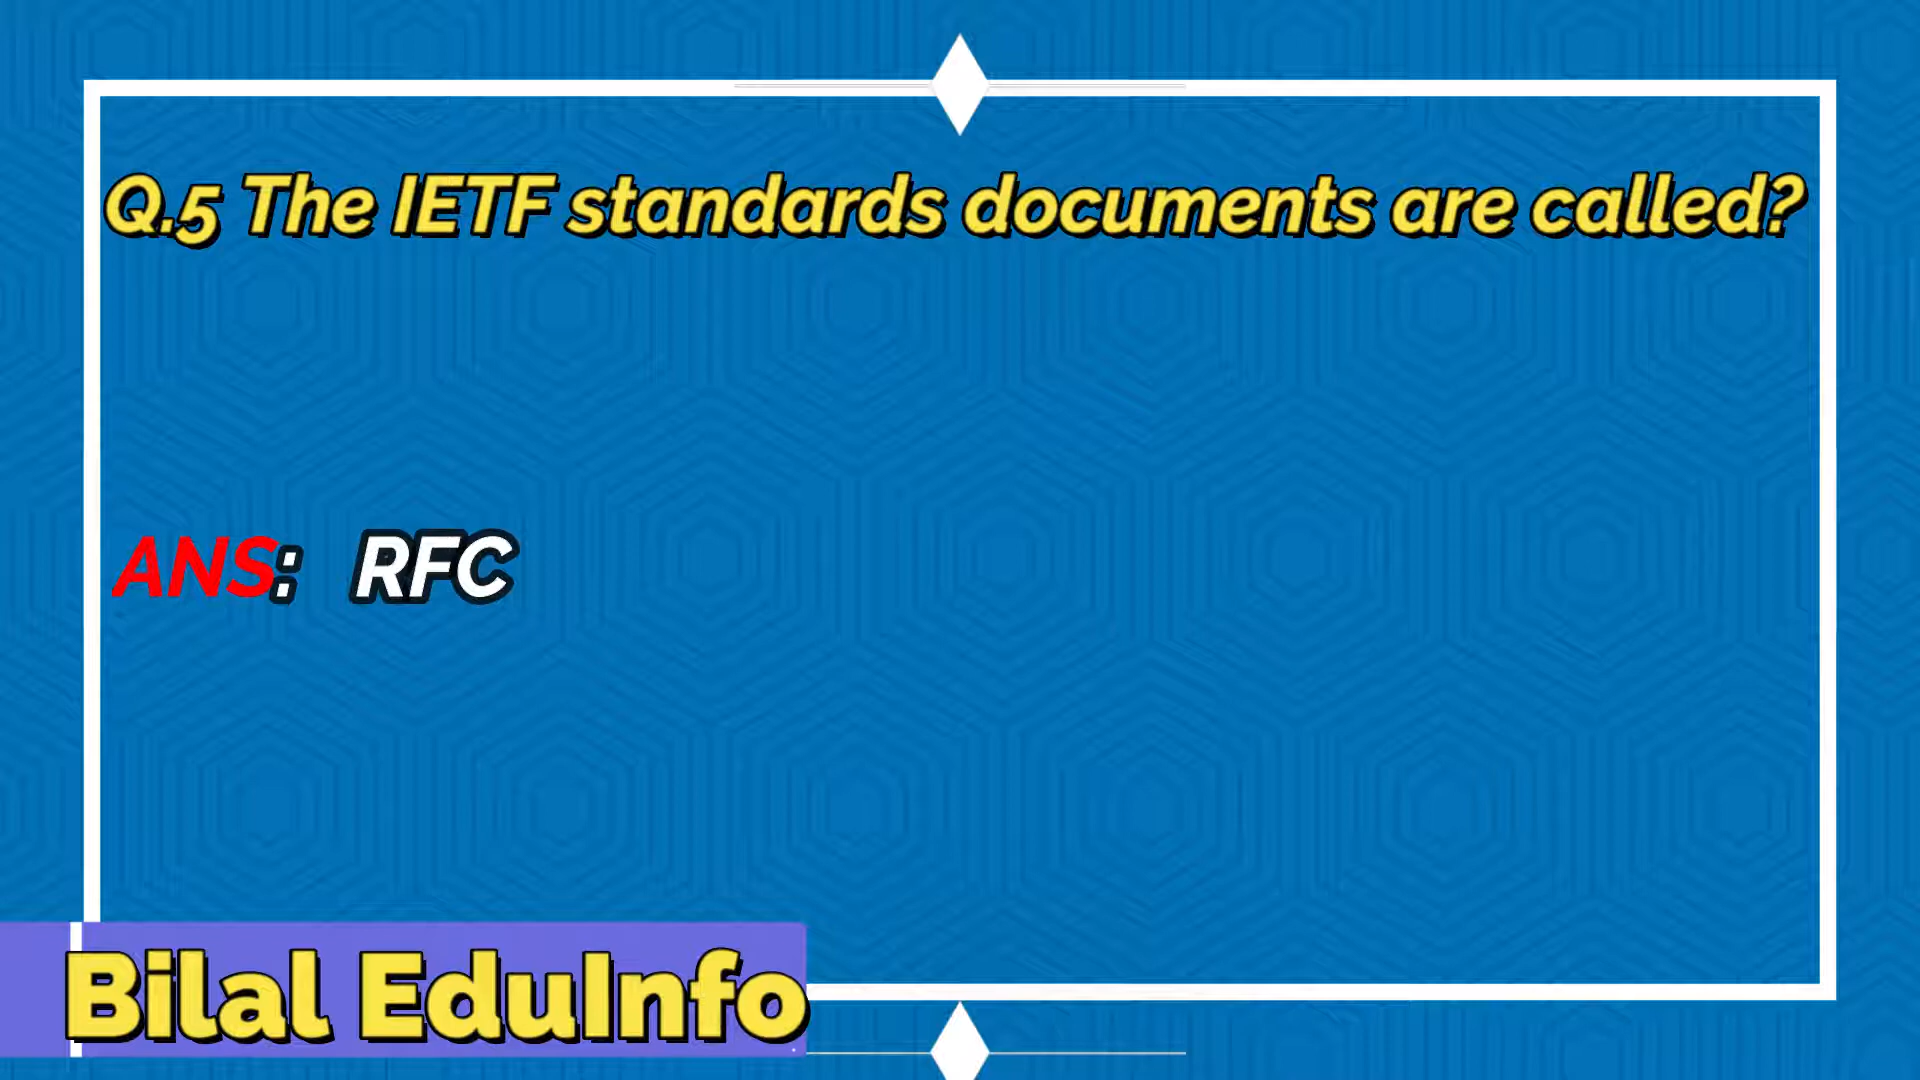 Q.5 The IETF standards documents are called?
ANS: RFC
Bilal EduInfo